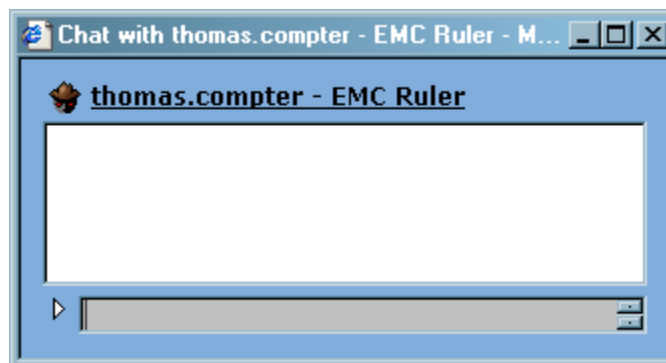 Chat with thomas.compter - EMC Ruler - M...
thomas.compter - EMC Ruler